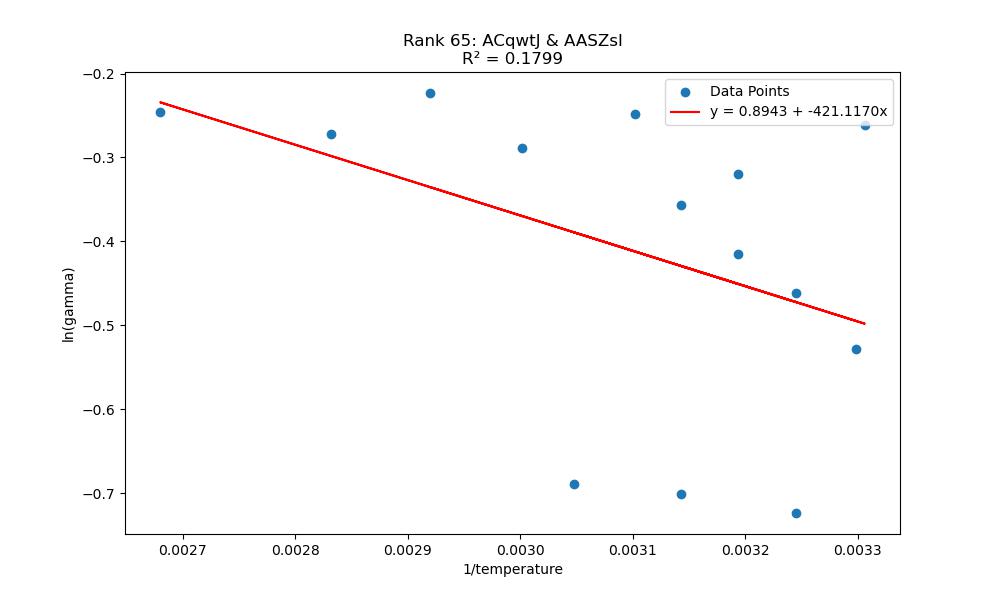 Rank 65: ACqwtJ & AASZsI
R² = 0.1799
Data Points
y = 0.8943 + -421.1170x
−0.2
−0.3
−0.4
−0.5
−0.6
−0.7
ln(gamma)
0.0027 0.0028 0.0029 0.0030 0.0031 0.0032 0.0033
1/temperature